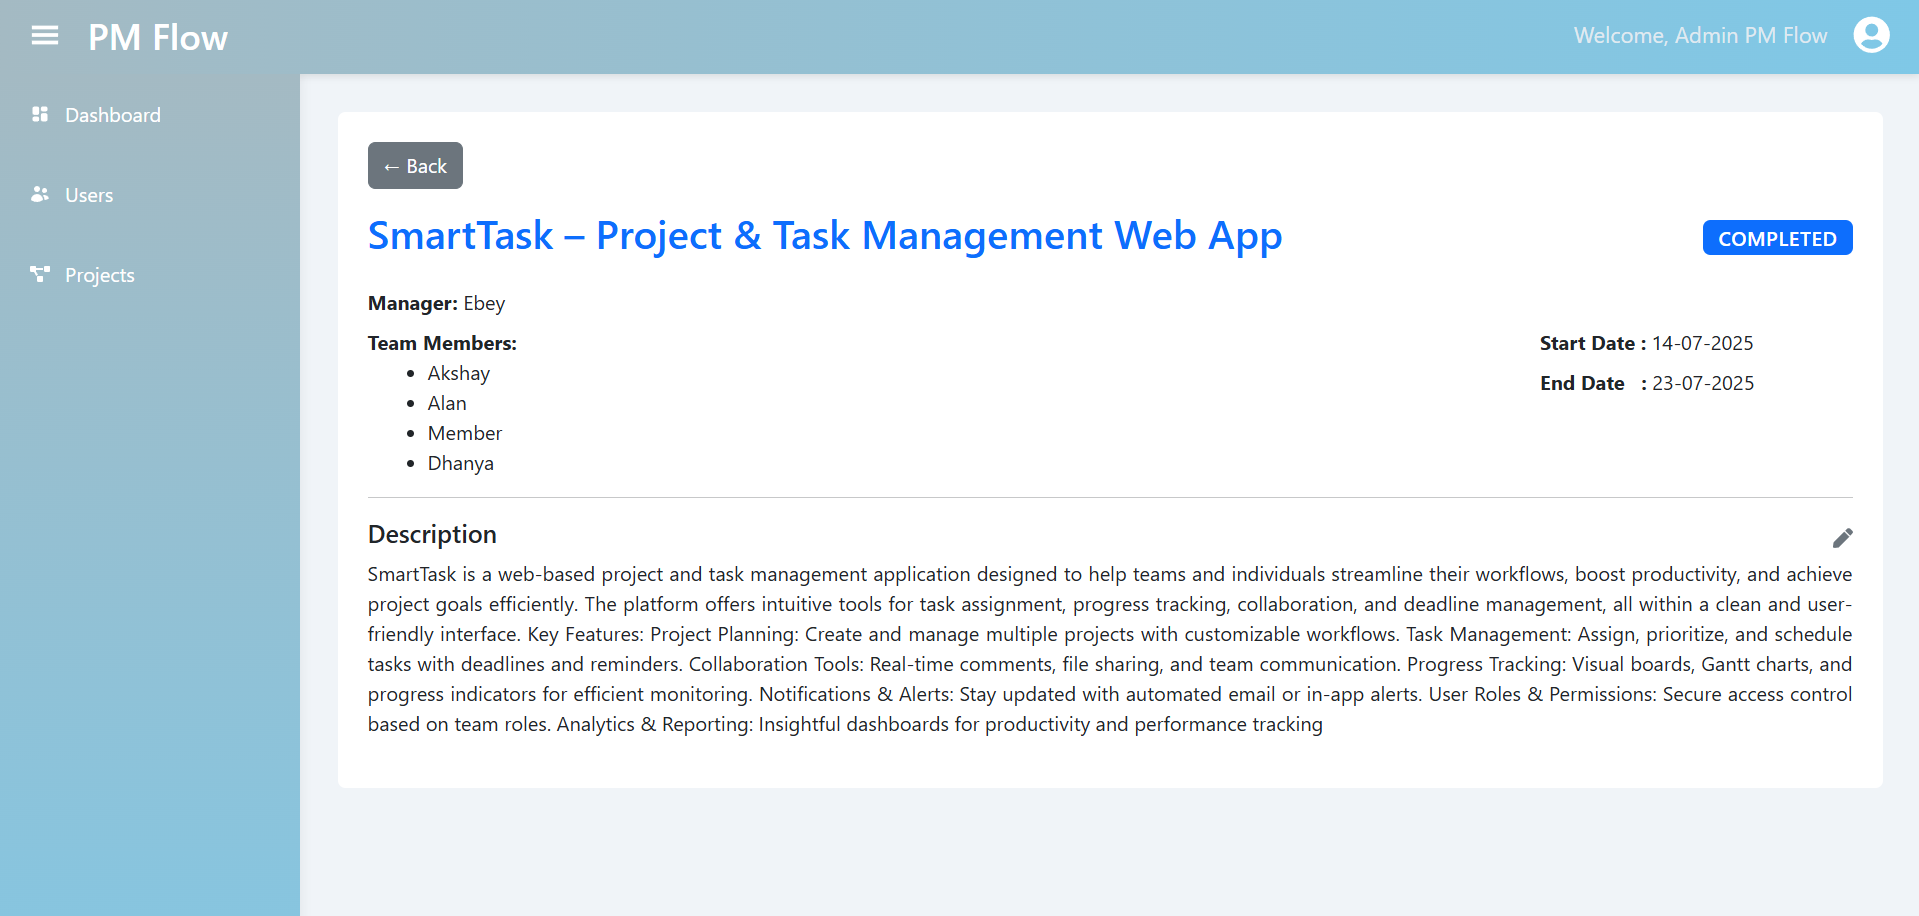 PM Flow
Welcome, Admin PM Flow
Dashboard
Users
Projects
← Back
SmartTask – Project & Task Management Web App
COMPLETED
Manager: Ebey
Team Members:
• Akshay
• Alan
• Member
• Dhanya
Start Date : 14-07-2025
End Date : 23-07-2025
Description
SmartTask is a web-based project and task management application designed to help teams and individuals streamline their workflows, boost productivity, and achieve
project goals efficiently. The platform offers intuitive tools for task assignment, progress tracking, collaboration, and deadline management, all within a clean and user-
friendly interface. Key Features: Project Planning: Create and manage multiple projects with customizable workflows. Task Management: Assign, prioritize, and schedule
tasks with deadlines and reminders. Collaboration Tools: Real-time comments, file sharing, and team communication. Progress Tracking: Visual boards, Gantt charts, and
progress indicators for efficient monitoring. Notifications & Alerts: Stay updated with automated email or in-app alerts. User Roles & Permissions: Secure access control
based on team roles. Analytics & Reporting: Insightful dashboards for productivity and performance tracking